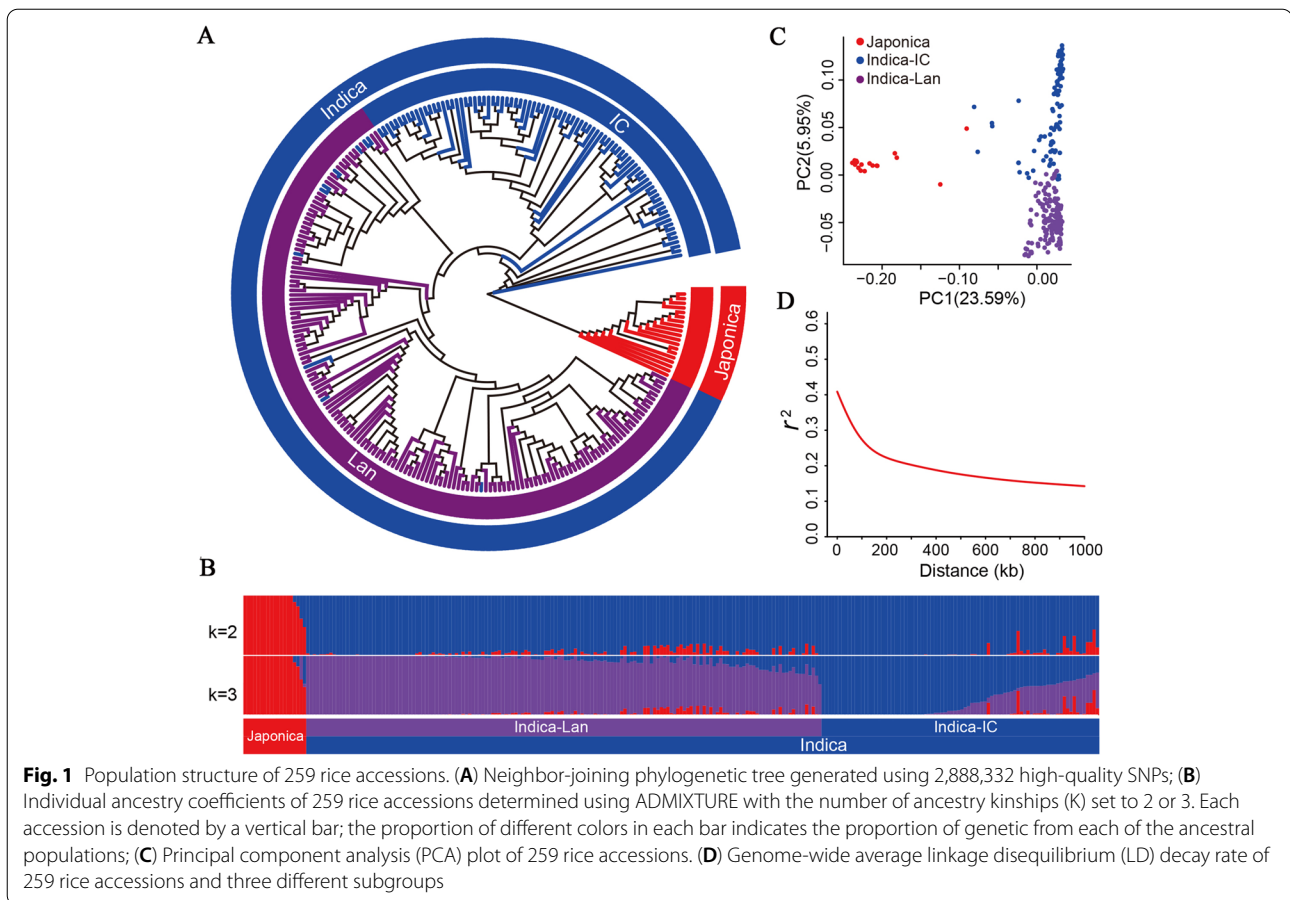 A
Indica
IC
Lan
Japonica
C
Japonica
Indica-IC
Indica-Lan
PC2(5.95%)
0.10
0.05
0.00
−0.05
−0.20
−0.10
0.00
PC1(23.59%)
D
r²
0.6
0.5
0.4
0.3
0.2
0.1
0.0
0
200
400
600
800
1000
Distance (kb)
B
k=2
k=3
Japonica
Indica-Lan
Indica-IC
Indica
Fig. 1 Population structure of 259 rice accessions. (A) Neighbor-joining phylogenetic tree generated using 2,888,332 high-quality SNPs; (B)
Individual ancestry coefficients of 259 rice accessions determined using ADMIXTURE with the number of ancestry kinships (K) set to 2 or 3. Each
accession is denoted by a vertical bar; the proportion of different colors in each bar indicates the proportion of genetic from each of the ancestral
populations; (C) Principal component analysis (PCA) plot of 259 rice accessions. (D) Genome-wide average linkage disequilibrium (LD) decay rate of
259 rice accessions and three different subgroups